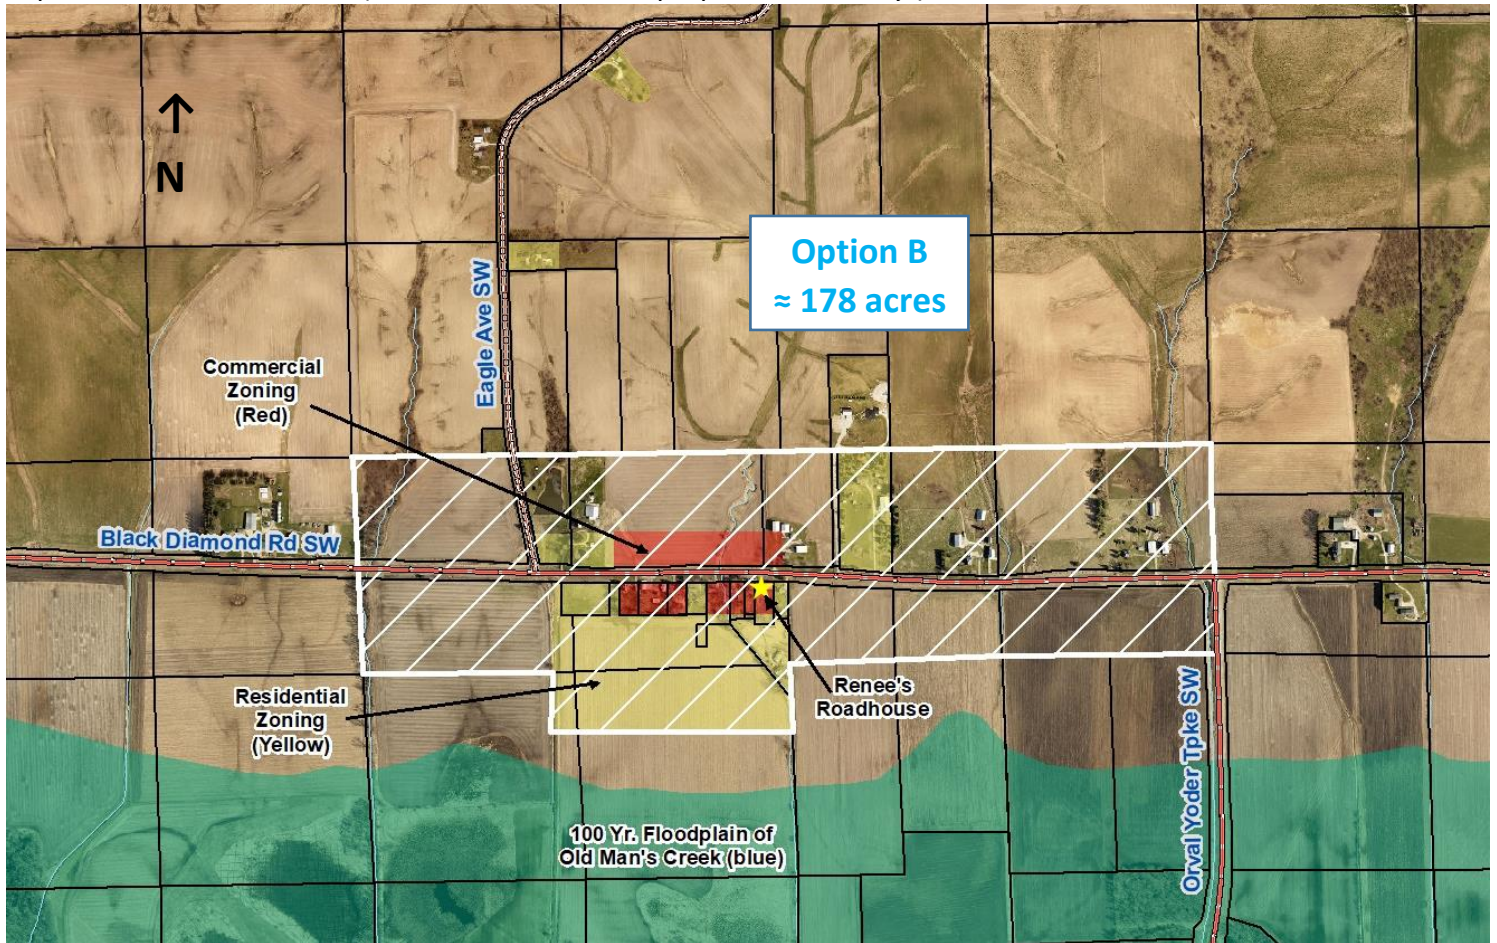 ↑
N
Option B
≈ 178 acres
Eagle Ave SW
Commercial
Zoning
(Red)
Black Diamond Rd SW
Residential
Zoning
(Yellow)
Renee's
Roadhouse
Orval Yoder Tpke SW
100 Yr. Floodplain of
Old Man's Creek (blue)